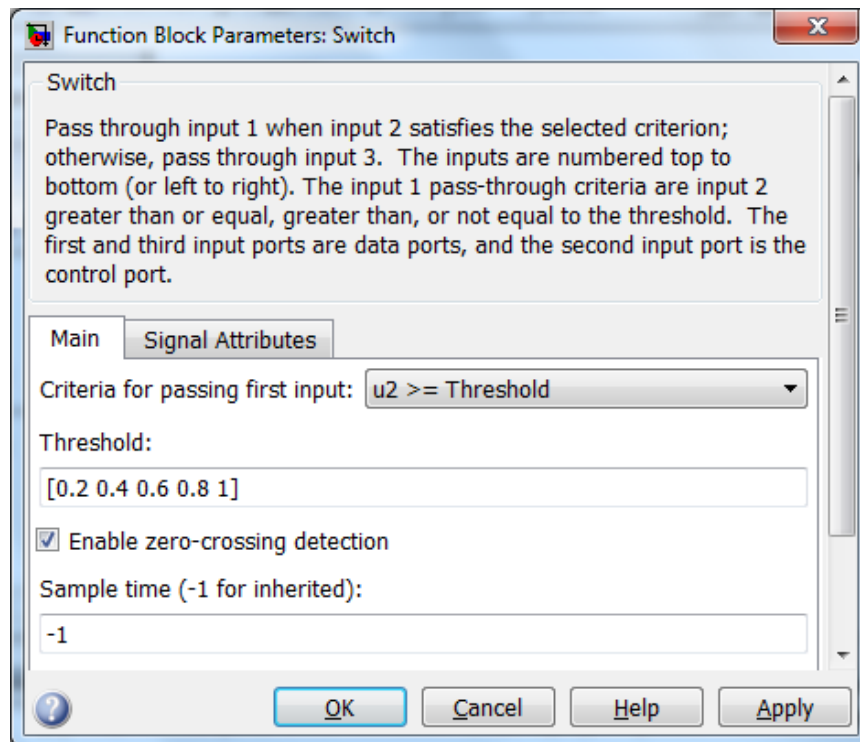 Function Block Parameters: Switch
Switch
Pass through input 1 when input 2 satisfies the selected criterion;
otherwise, pass through input 3.  The inputs are numbered top to
bottom (or left to right). The input 1 pass-through criteria are input 2
greater than or equal, greater than, or not equal to the threshold.  The
first and third input ports are data ports, and the second input port is the
control port.
Main Signal Attributes
Criteria for passing first input: u2 >= Threshold
Threshold:
[0.2 0.4 0.6 0.8 1]
Enable zero-crossing detection
Sample time (-1 for inherited):
-1
OK Cancel Help Apply